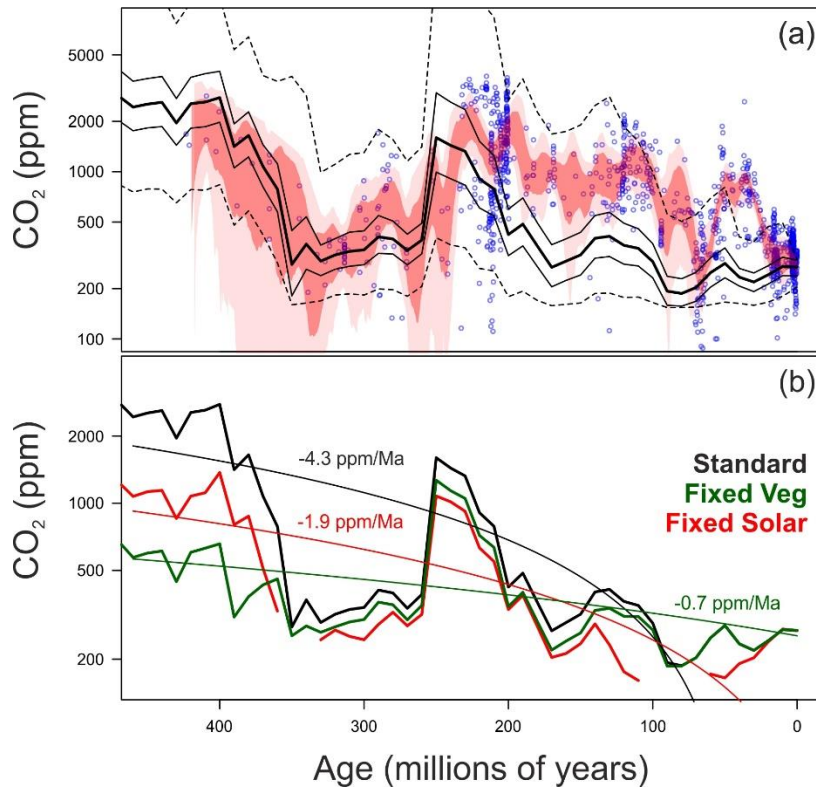 (a)
CO₂ (ppm)
5000
2000
1000
500
200
100
(b)
CO₂ (ppm)
2000
1000
500
200
-4.3 ppm/Ma
-1.9 ppm/Ma
-0.7 ppm/Ma
Standard
Fixed Veg
Fixed Solar
400
300
200
100
0
Age (millions of years)